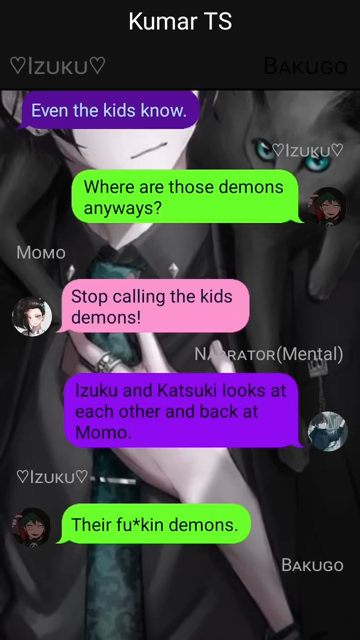 Kumar TS
♡Izuku♡
Bakugo
Even the kids know.
♡Izuku♡
Where are those demons
anyways?
Momo
Stop calling the kids
demons!
Narrator(Mental)
Izuku and Katsuki looks at
each other and back at
Momo.
♡Izuku♡
Their fu*kin demons.
Bakugo